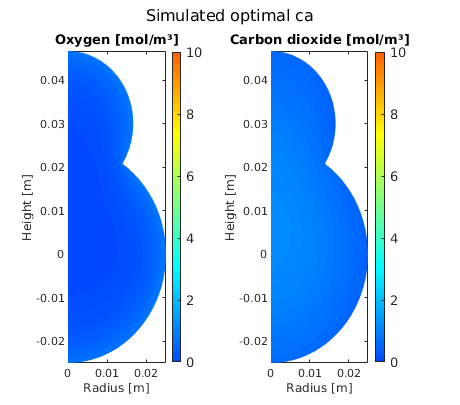 Simulated optimal ca
Oxygen [mol/m³]
Carbon dioxide [mol/m³]
Height [m]
0.04
0.03
0.02
0.01
0
-0.01
-0.02
0 0.01 0.02
Radius [m]
10
8
6
4
2
0
Height [m]
0.04
0.03
0.02
0.01
0
-0.01
-0.02
0 0.01 0.02
Radius [m]
10
8
6
4
2
0